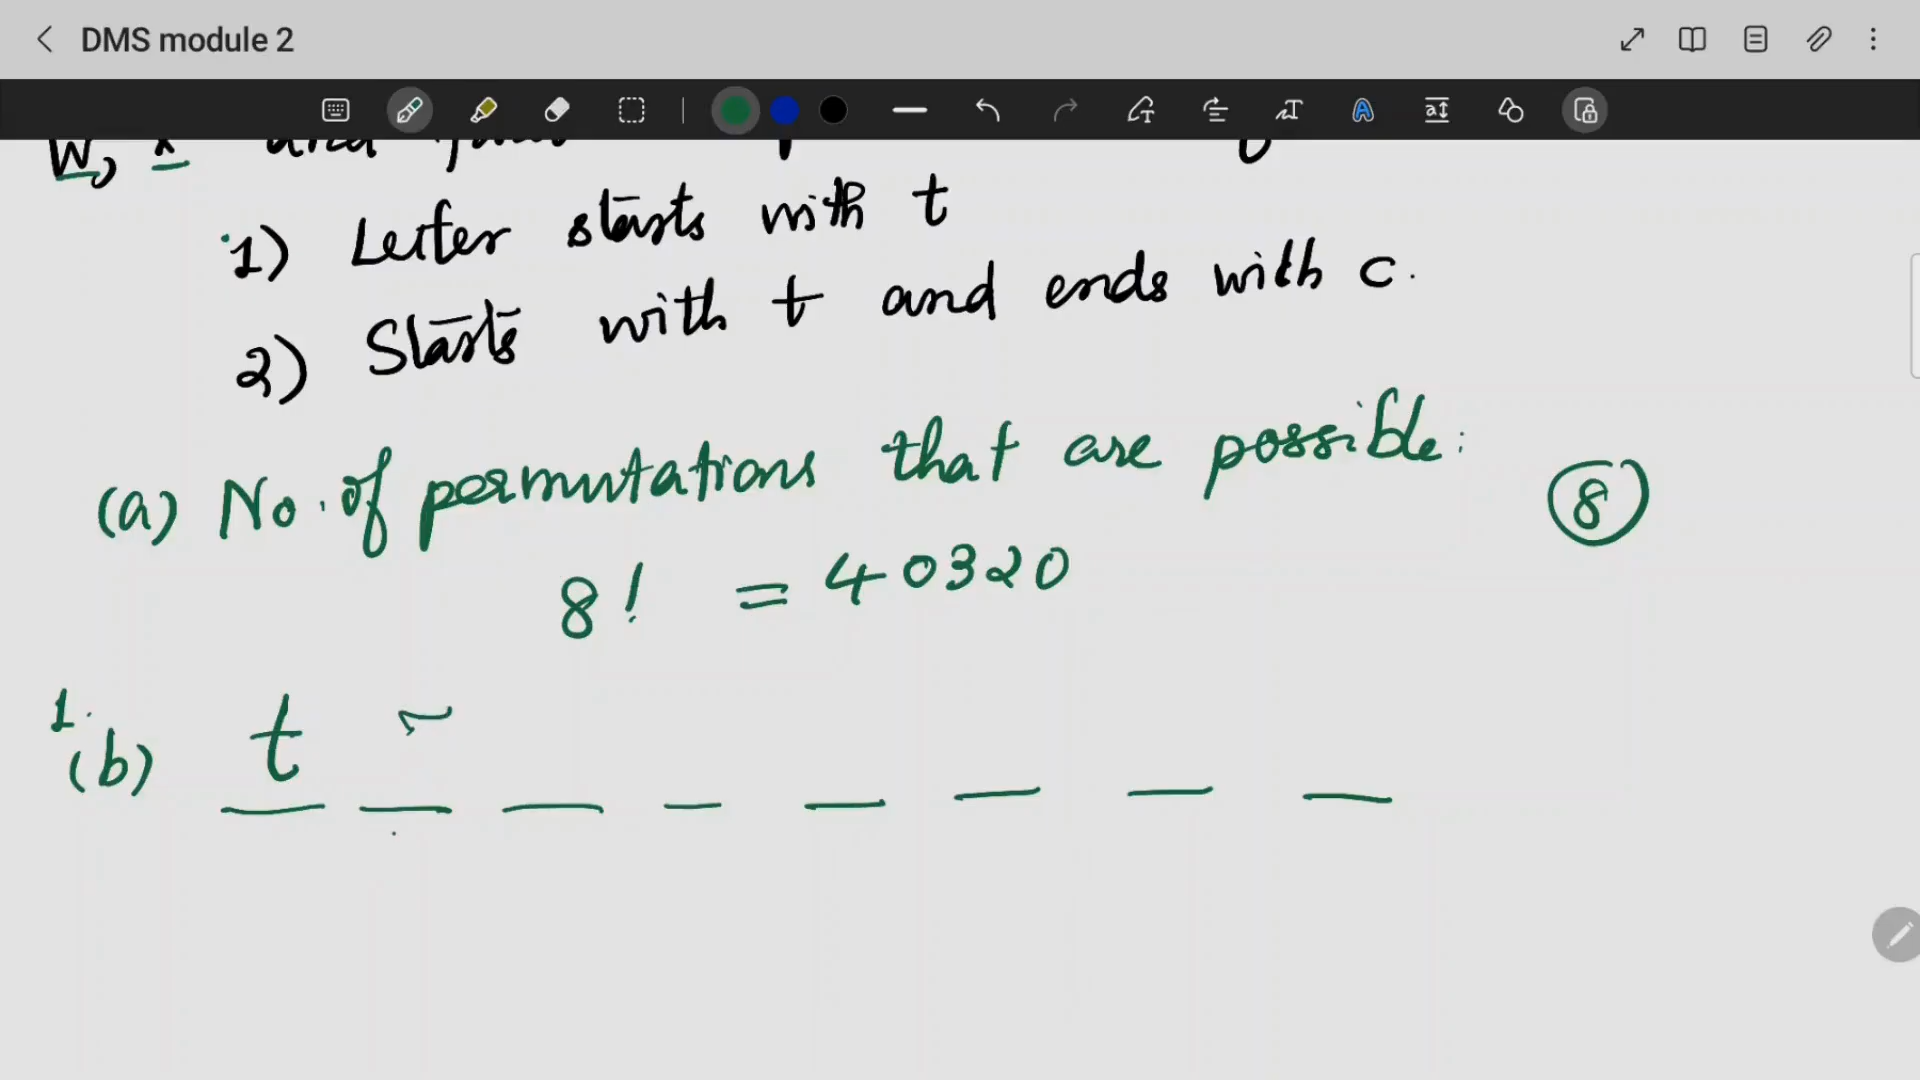 DMS module 2
W, x and
1) Letter starts with t
2) Starts with t and ends with c.
(a) No. of permutations that are possible:
8
8! = 40320
1.
(b) t